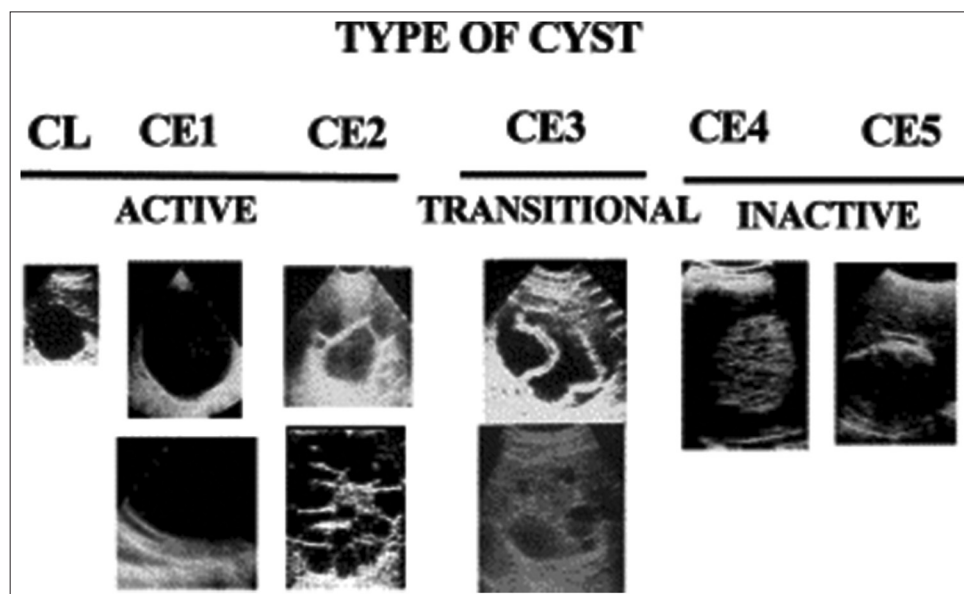 TYPE OF CYST
CL CE1 CE2 CE3 CE4 CE5
ACTIVE TRANSITIONAL INACTIVE